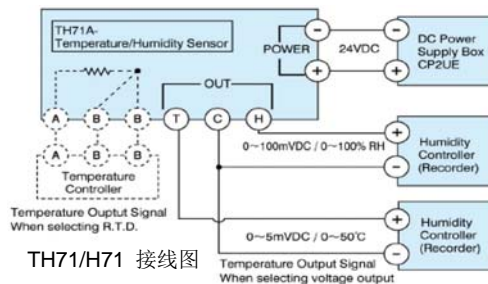 TH71A-
Temperature/Humidity Sensor
POWER
−
+
24VDC
−
+
DC Power
Supply Box
CP2UE
OUT
A
B
B
T
C
H
A
B
B
Temperature
Controller
0~100mVDC / 0~100% RH
+
−
Humidity
Controller
(Recorder)
Temperature Ouptut Signal
When selecting R.T.D.
0~5mVDC / 0~50℃
+
−
Humidity
Controller
(Recorder)
TH71/H71 接线图
Temperature Output Signal
When selecting voltage output